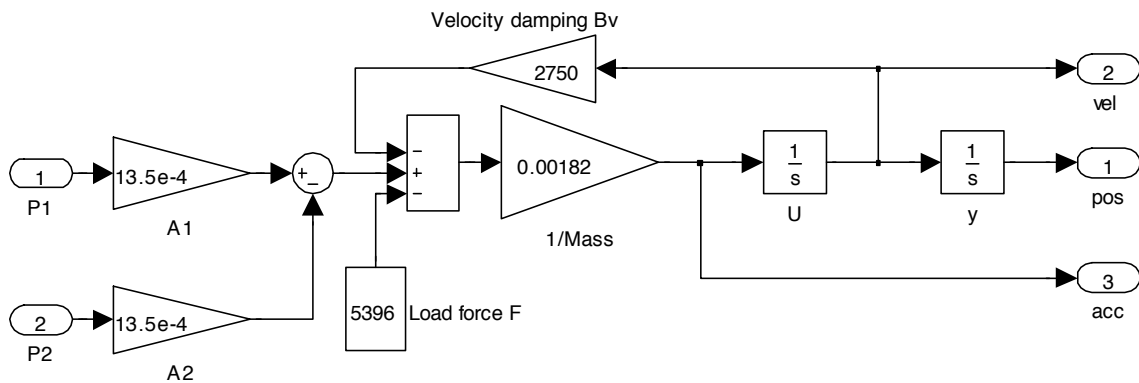 Velocity damping Bv
2750
2
vel
−
+
−
1
P1
13.5e-4
A1
+
−
0.00182
1/Mass
1
s
U
1
s
y
1
pos
5396
Load force F
3
acc
2
P2
13.5e-4
A2